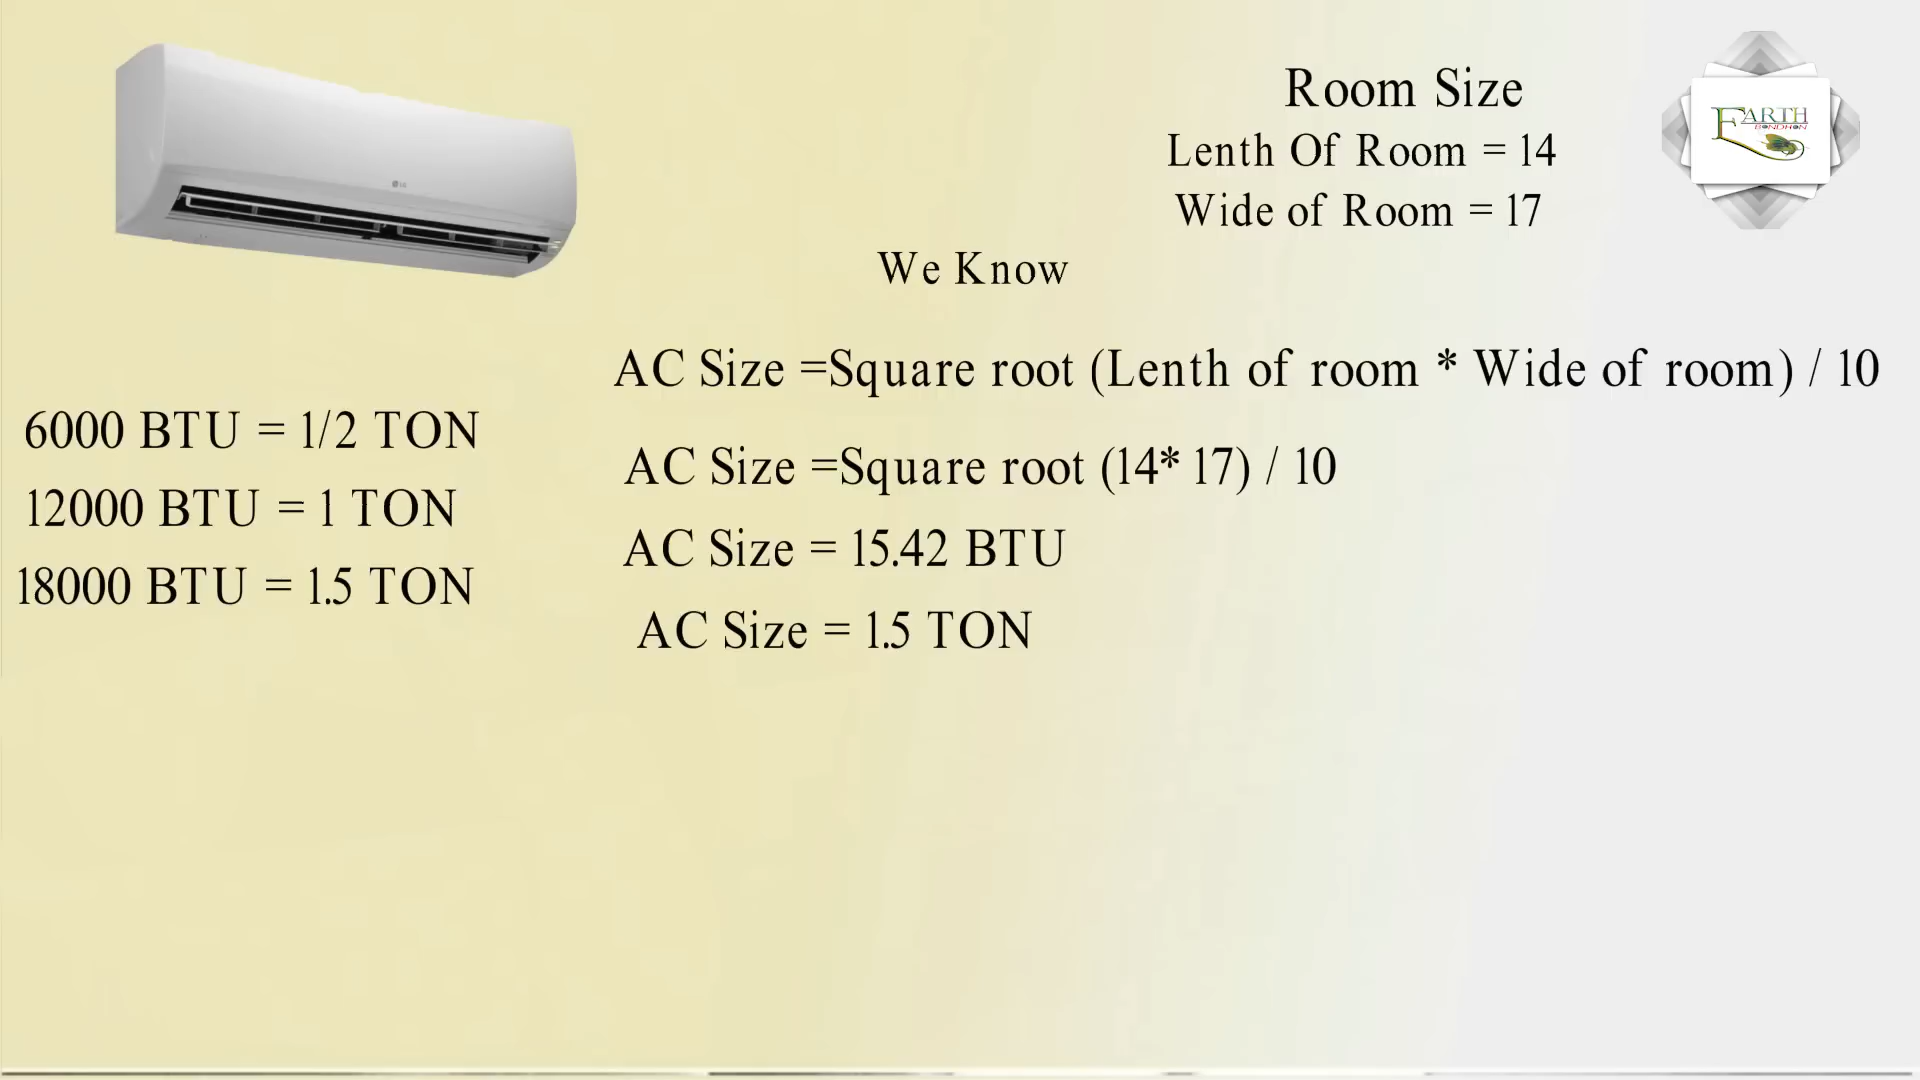 Room Size
EARTH
BONDHON
Lenth Of Room = 14
Wide of Room = 17
We Know
LG
AC Size =Square root (Lenth of room * Wide of room) / 10
6000 BTU = 1/2 TON
12000 BTU = 1 TON
18000 BTU = 1.5 TON
AC Size =Square root (14* 17) / 10
AC Size = 15.42 BTU
AC Size = 1.5 TON